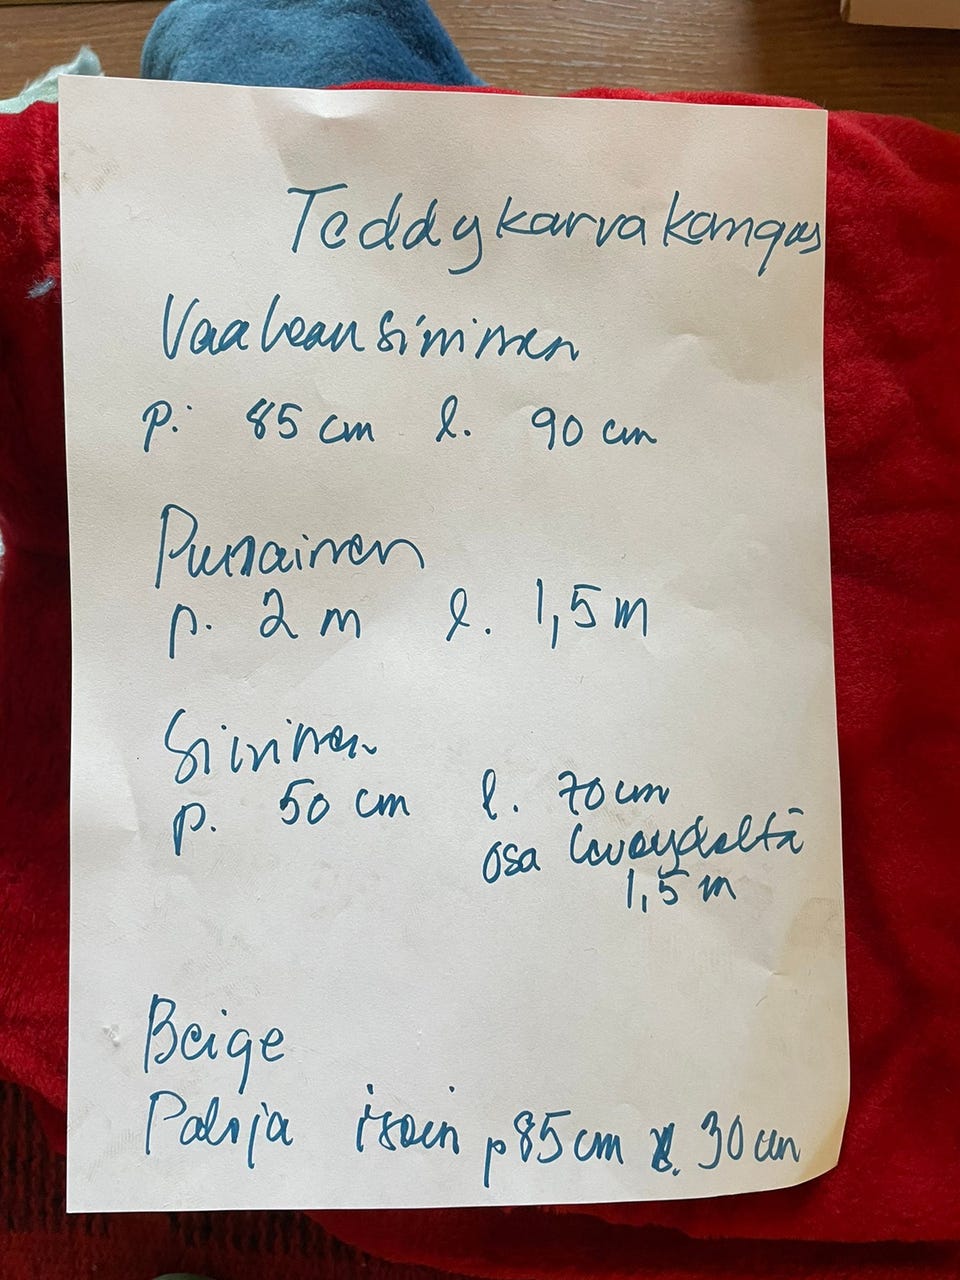 Teddykarvakangas
Vaaleansininen
p. 85 cm l. 90 cm
Punainen
p. 2 m l. 1,5 m
Sininen
p. 50 cm l. 70 cm
osa leveydeltä
1,5 m
Beige
Paloja isoin p 85 cm l. 30 cm